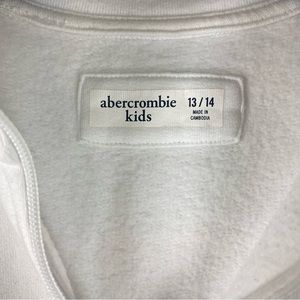 abercrombie
kids
13 / 14
MADE IN
CAMBODIA